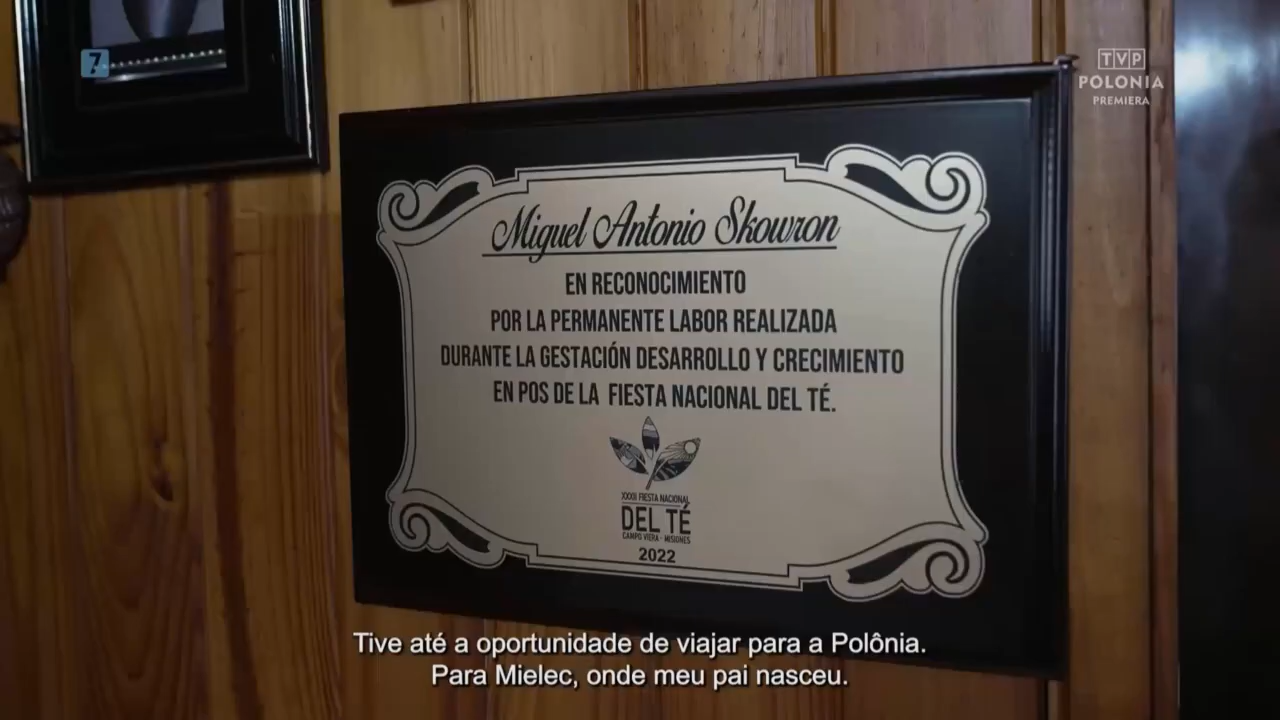 7
TVP
POLONIA
PREMIERA
Miguel Antonio Skowron
EN RECONOCIMIENTO
POR LA PERMANENTE LABOR REALIZADA
DURANTE LA GESTACIÓN DESARROLLO Y CRECIMIENTO
EN POS DE LA FIESTA NACIONAL DEL TÉ.
XXXII FIESTA NACIONAL
DEL TÉ
CAMPO VIERA - MISIONES
2022
Tive até a oportunidade de viajar para a Polônia.
Para Mielec, onde meu pai nasceu.